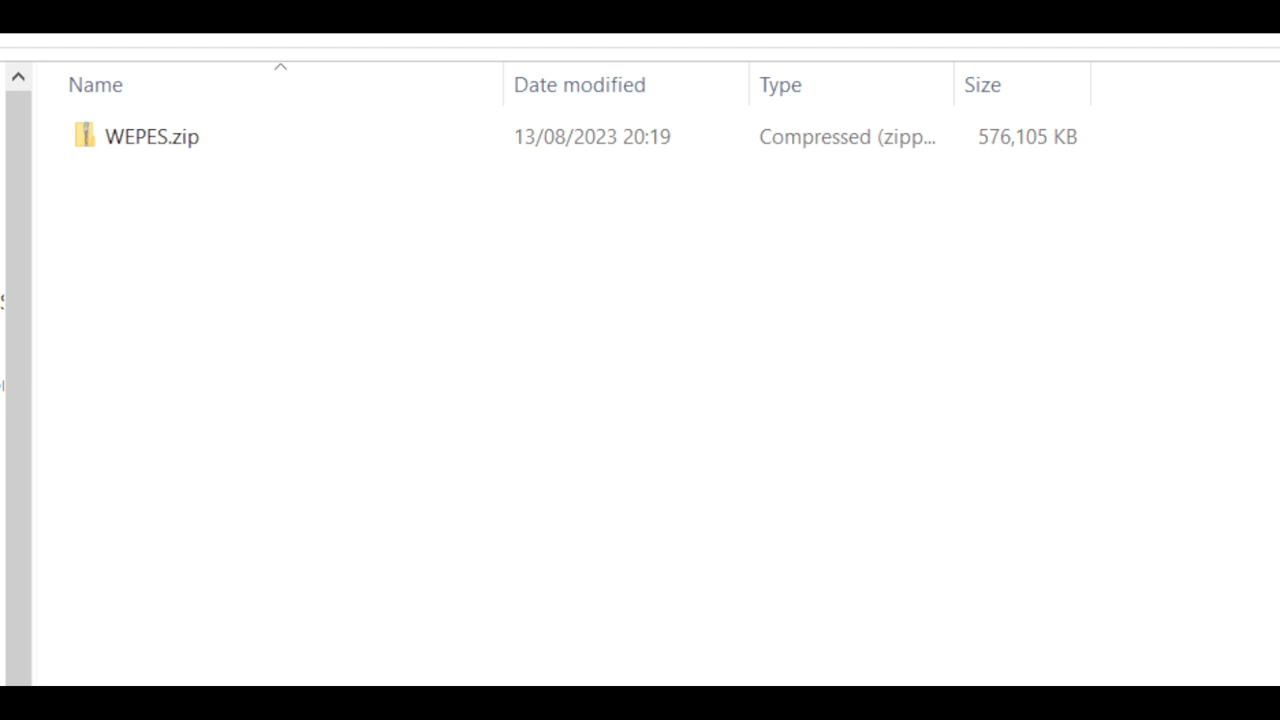 Name Date modified Type Size
WEPES.zip 13/08/2023 20:19 Compressed (zipp... 576,105 KB